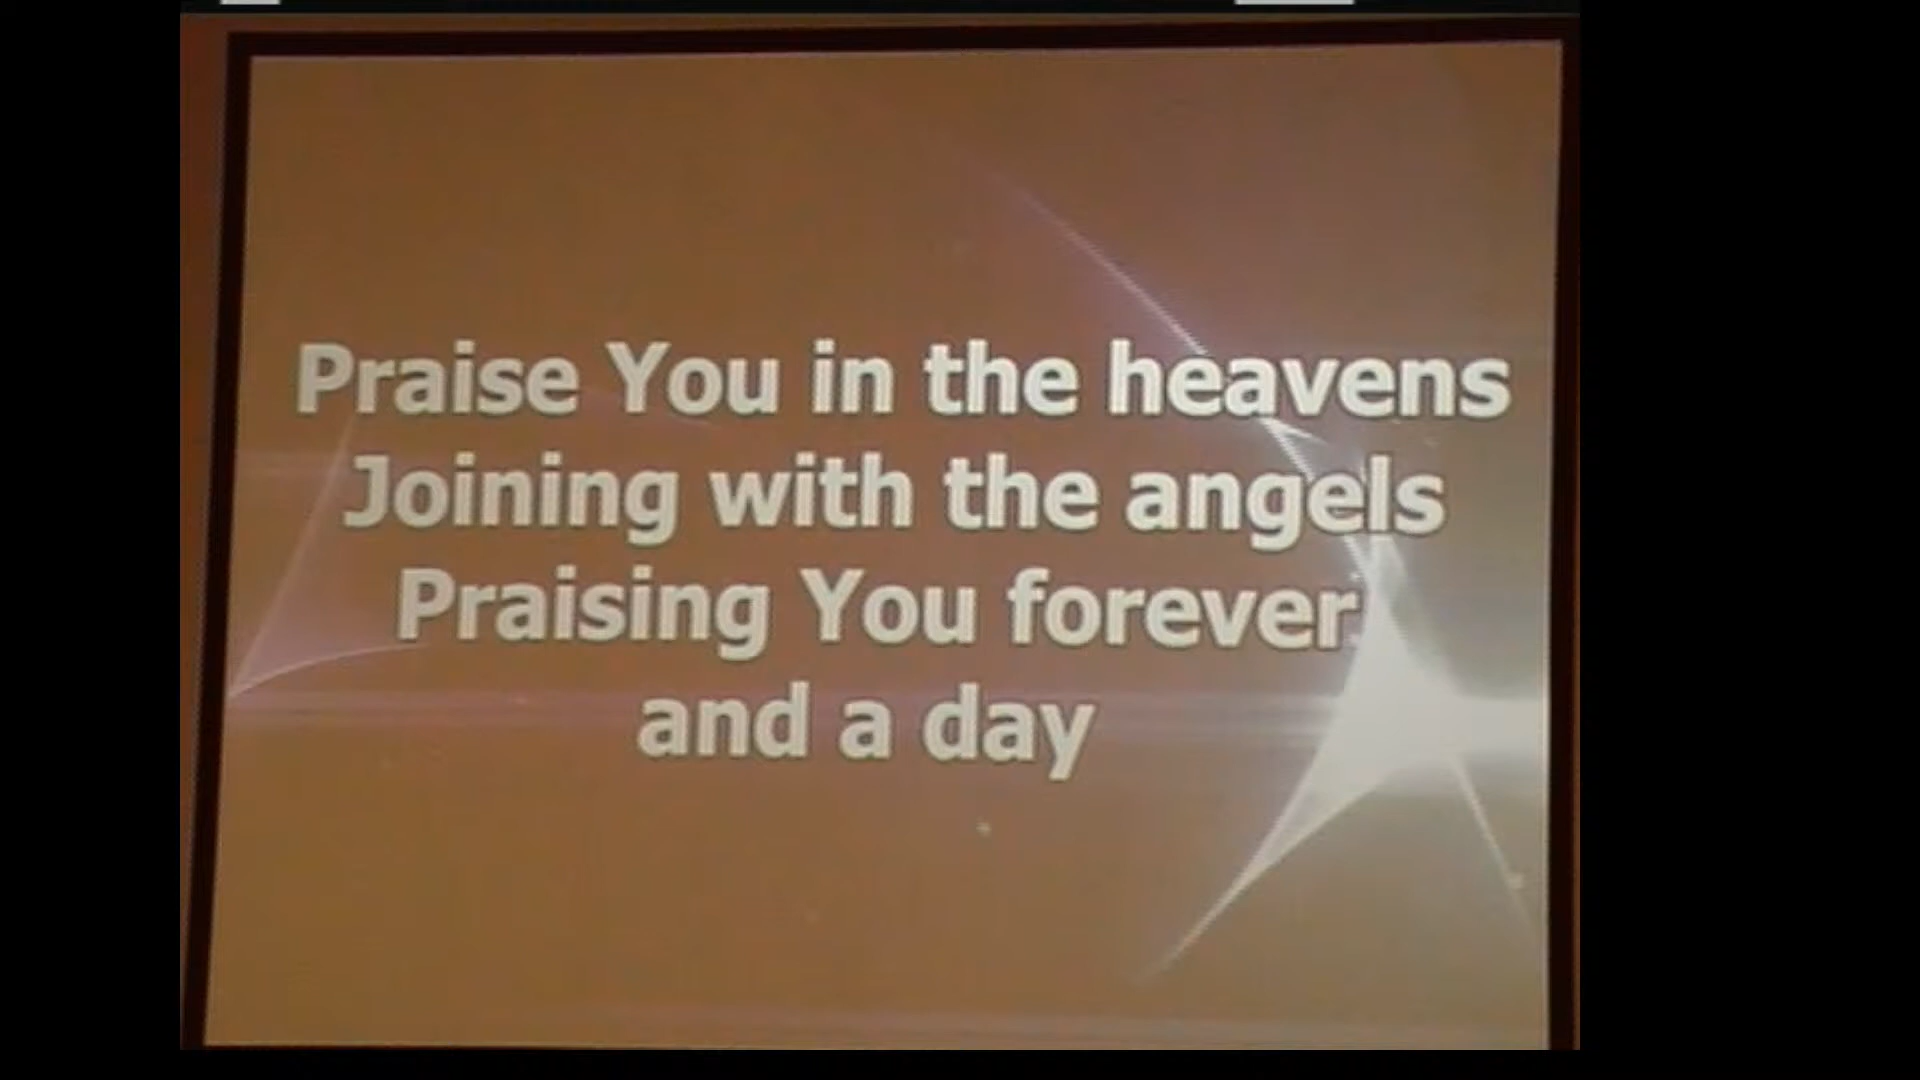 Praise You in the heavens
Joining with the angels
Praising You forever
and a day